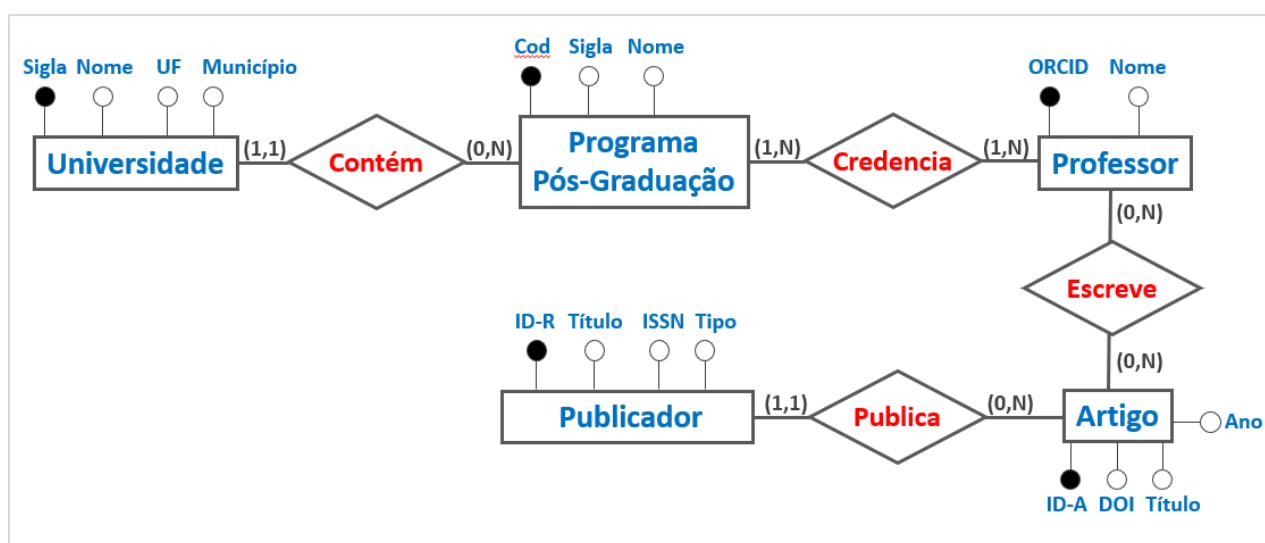 Cod Sigla Nome
Sigla Nome UF Município
ORCID Nome
Universidade
(1,1)
Contém
(0,N)
Programa
Pós-Graduação
(1,N)
Credencia
(1,N)
Professor
(0,N)
Escreve
(0,N)
ID-R Título ISSN Tipo
Publicador
(1,1)
Publica
(0,N)
Artigo
Ano
ID-A DOI Título